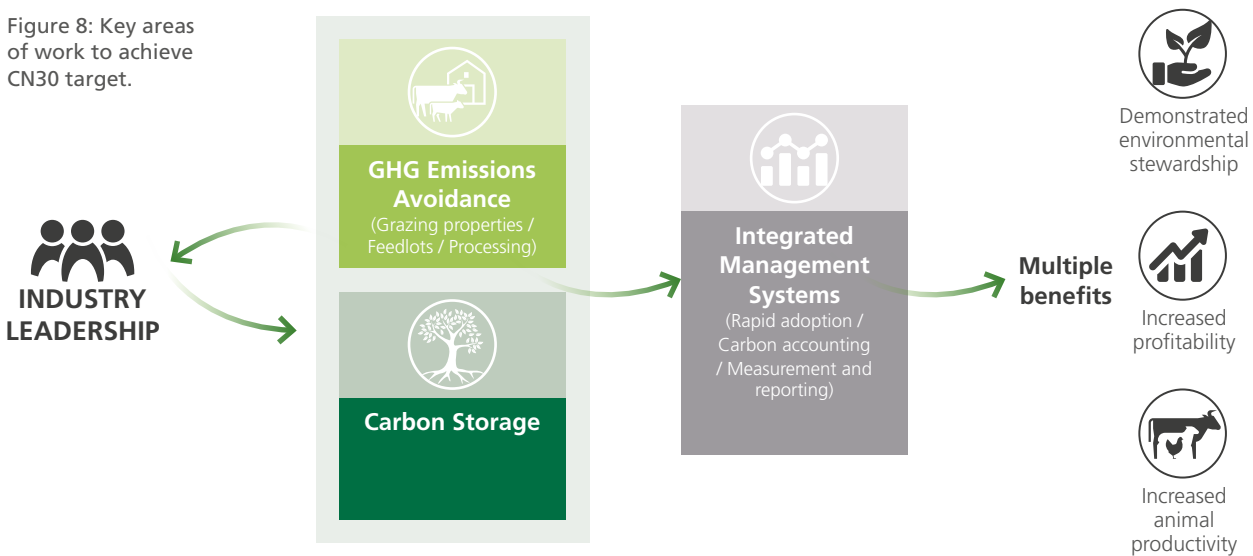 Figure 8: Key areas
of work to achieve
CN30 target.
INDUSTRY
LEADERSHIP
GHG Emissions
Avoidance
(Grazing properties /
Feedlots / Processing)
Carbon Storage
Integrated
Management
Systems
(Rapid adoption /
Carbon accounting
/ Measurement and
reporting)
Multiple
benefits
Demonstrated
environmental
stewardship
Increased
profitability
Increased
animal
productivity